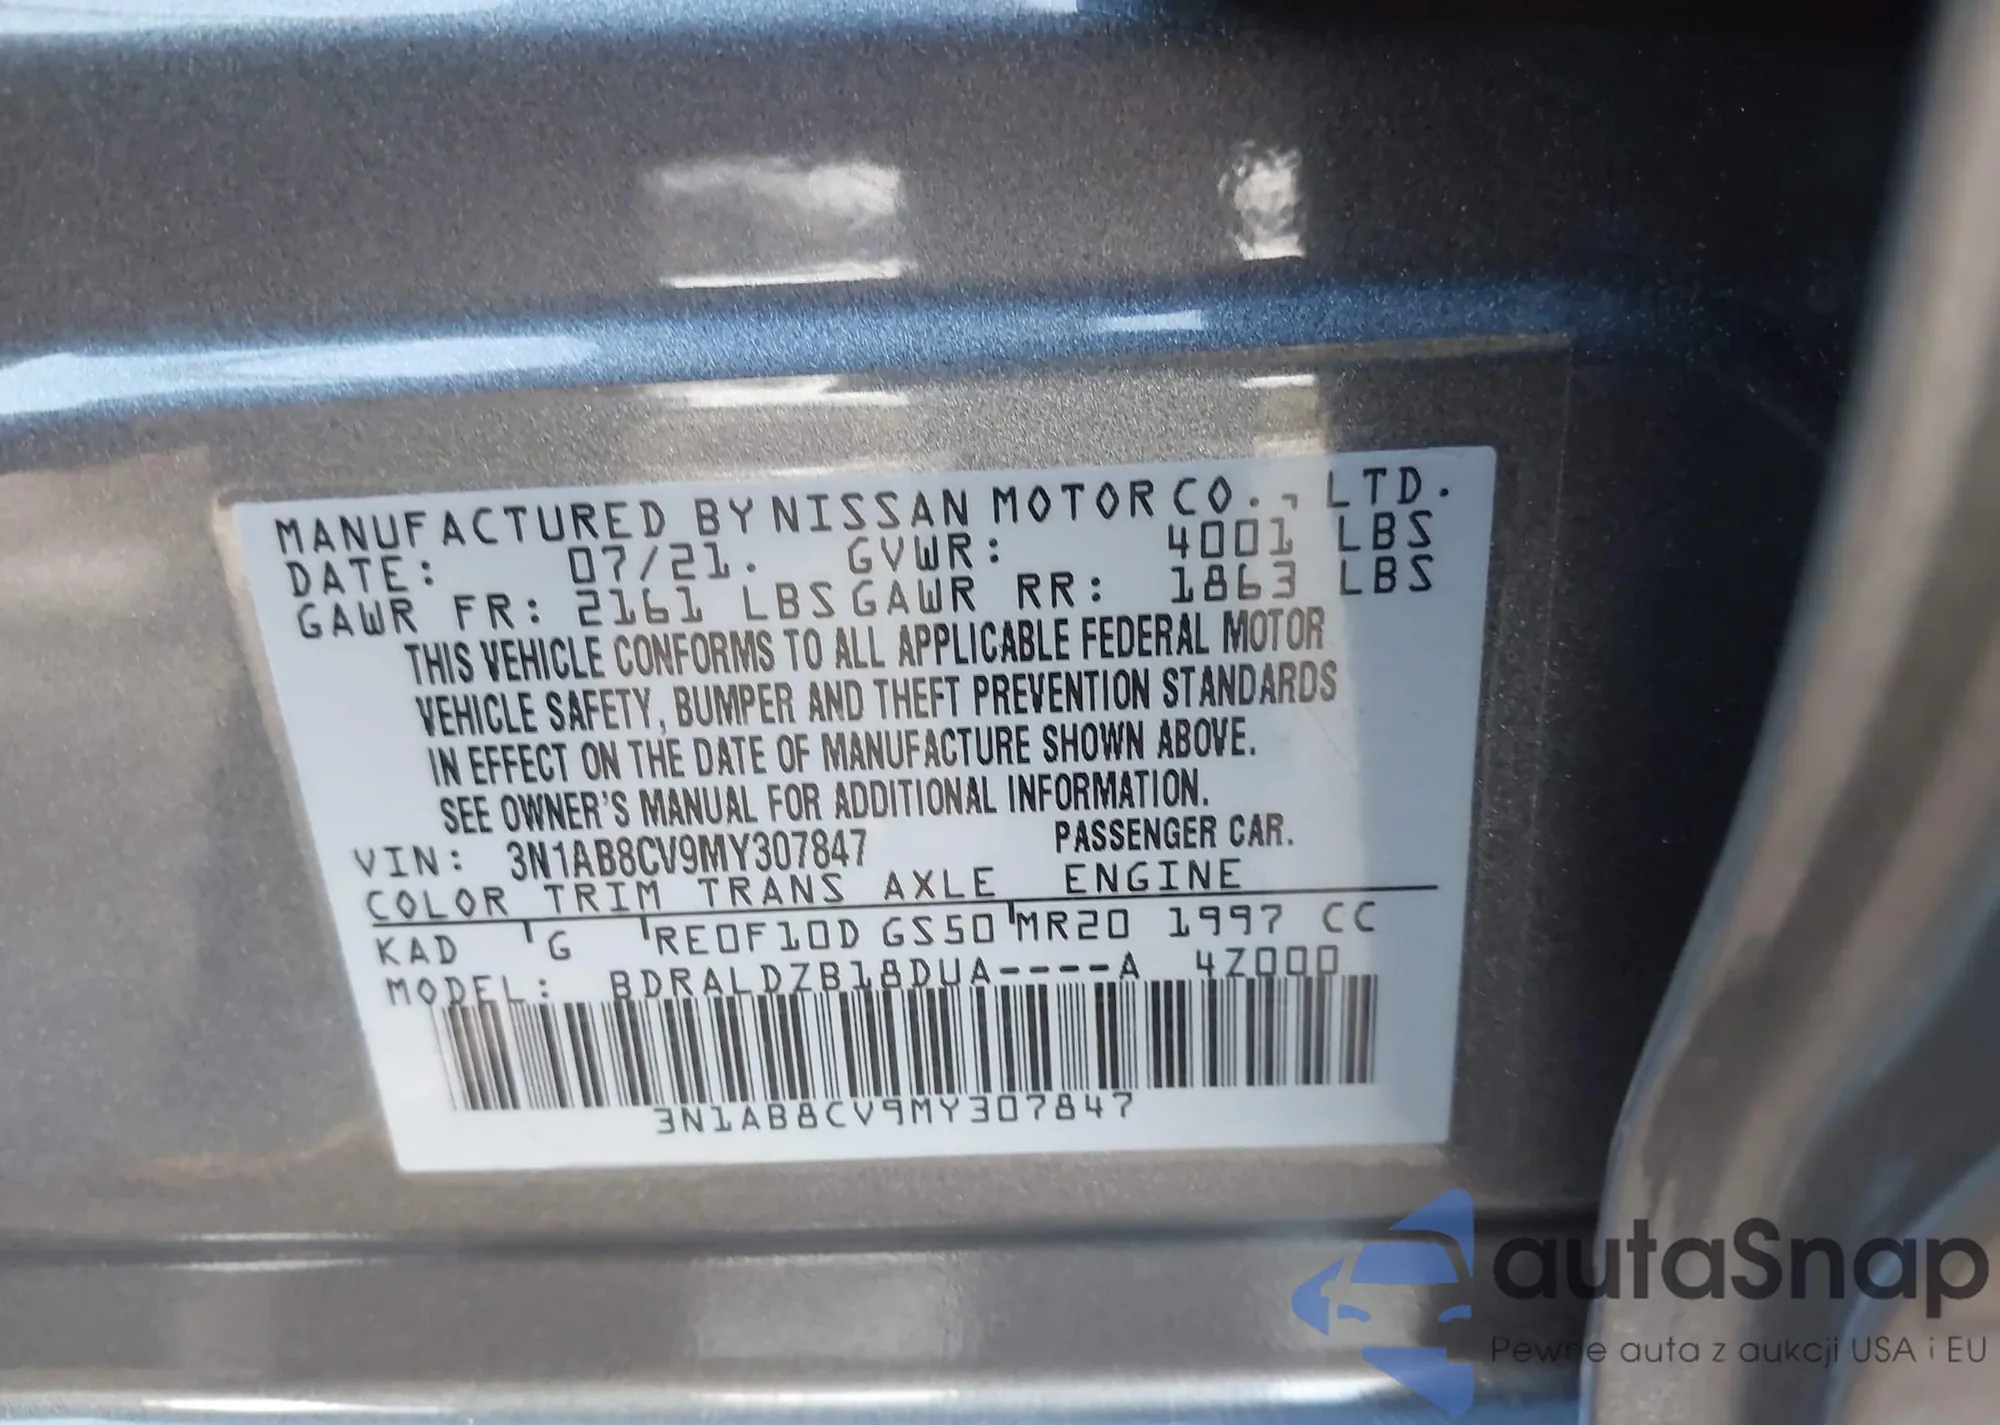 MANUFACTURED BY NISSAN MOTOR CO., LTD.
DATE: 07/21. GVWR: 4001 LBS
GAWR FR: 2161 LBS GAWR RR: 1863 LBS
THIS VEHICLE CONFORMS TO ALL APPLICABLE FEDERAL MOTOR
VEHICLE SAFETY, BUMPER AND THEFT PREVENTION STANDARDS
IN EFFECT ON THE DATE OF MANUFACTURE SHOWN ABOVE.
SEE OWNER'S MANUAL FOR ADDITIONAL INFORMATION.
VIN: 3N1AB8CV9MY307847 PASSENGER CAR.
COLOR TRIM TRANS AXLE ENGINE
KAD G RE0F10D GS50 MR20 1997 CC
MODEL: BDRALDZB18DUA----A 4Z000
3N1AB8CV9MY307847
autaSnap
Pewne auta z aukcji USA i EU